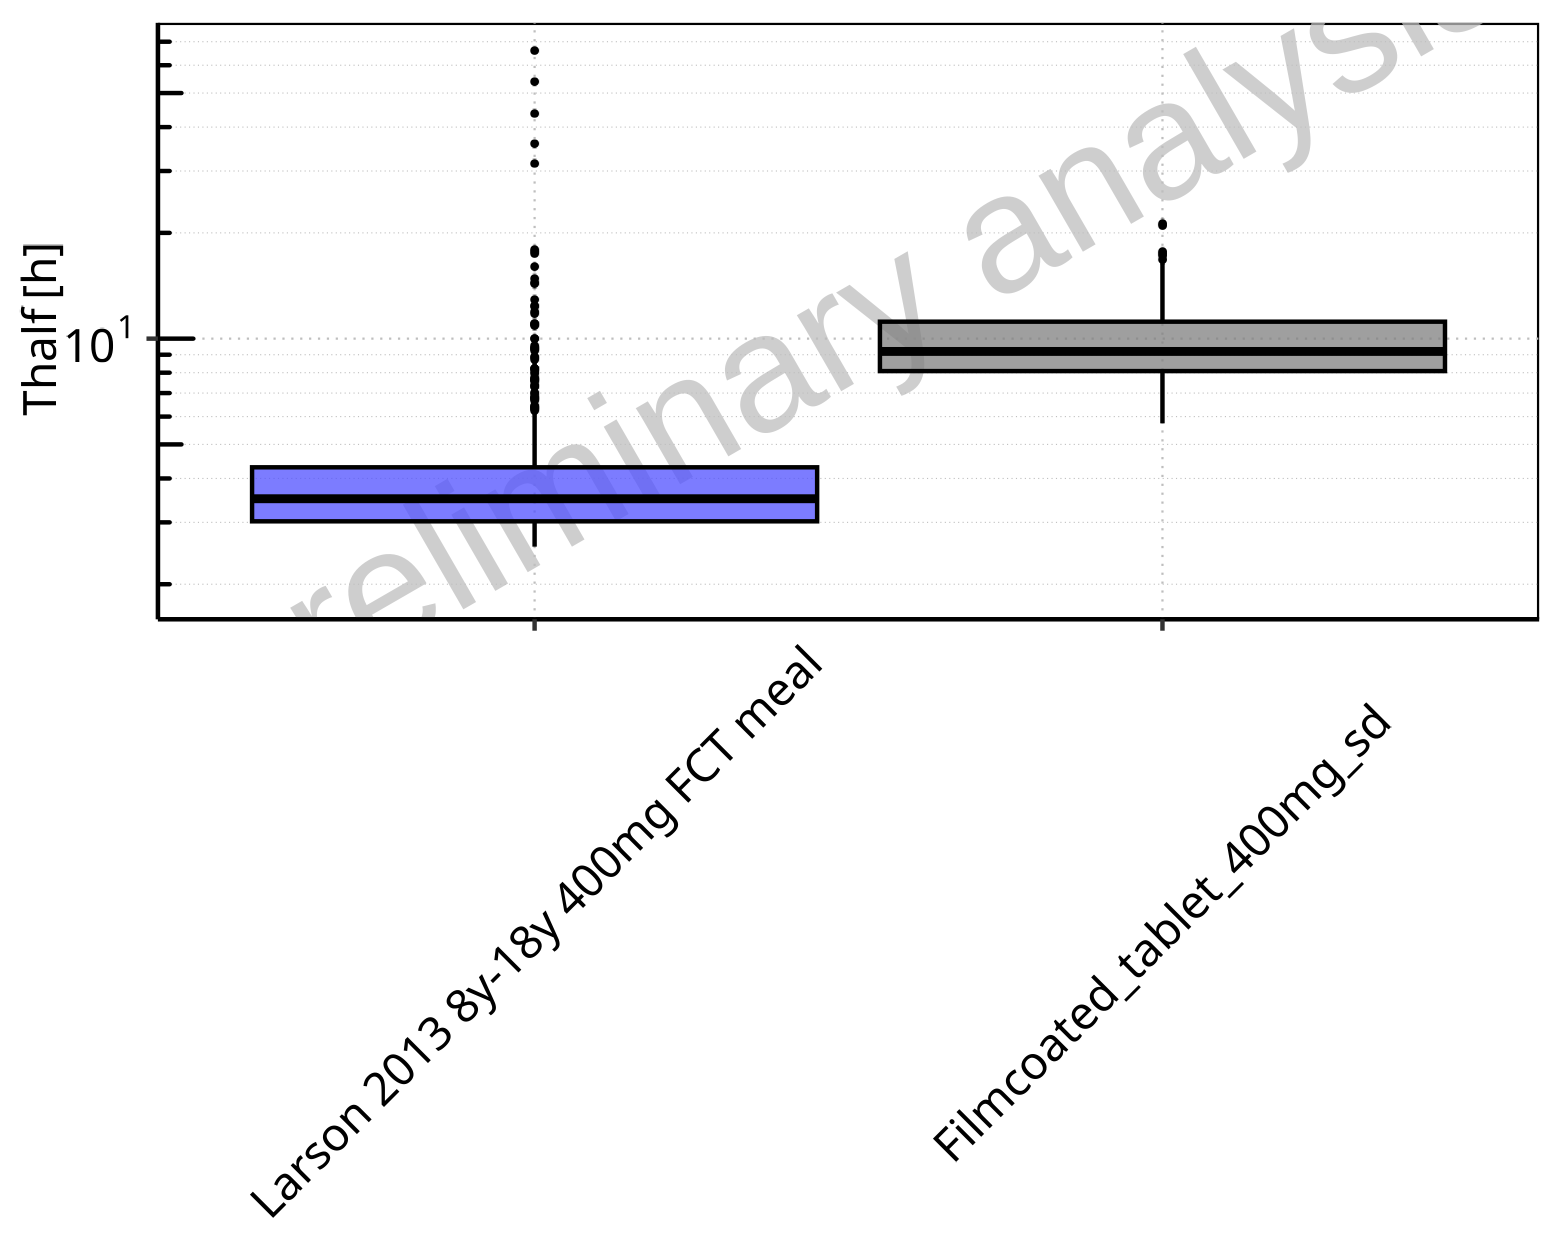 Thalf [h]
10¹
reliminary analysis
Larson 2013 8y-18y 400mg FCT meal
Filmcoated_tablet_400mg_sd